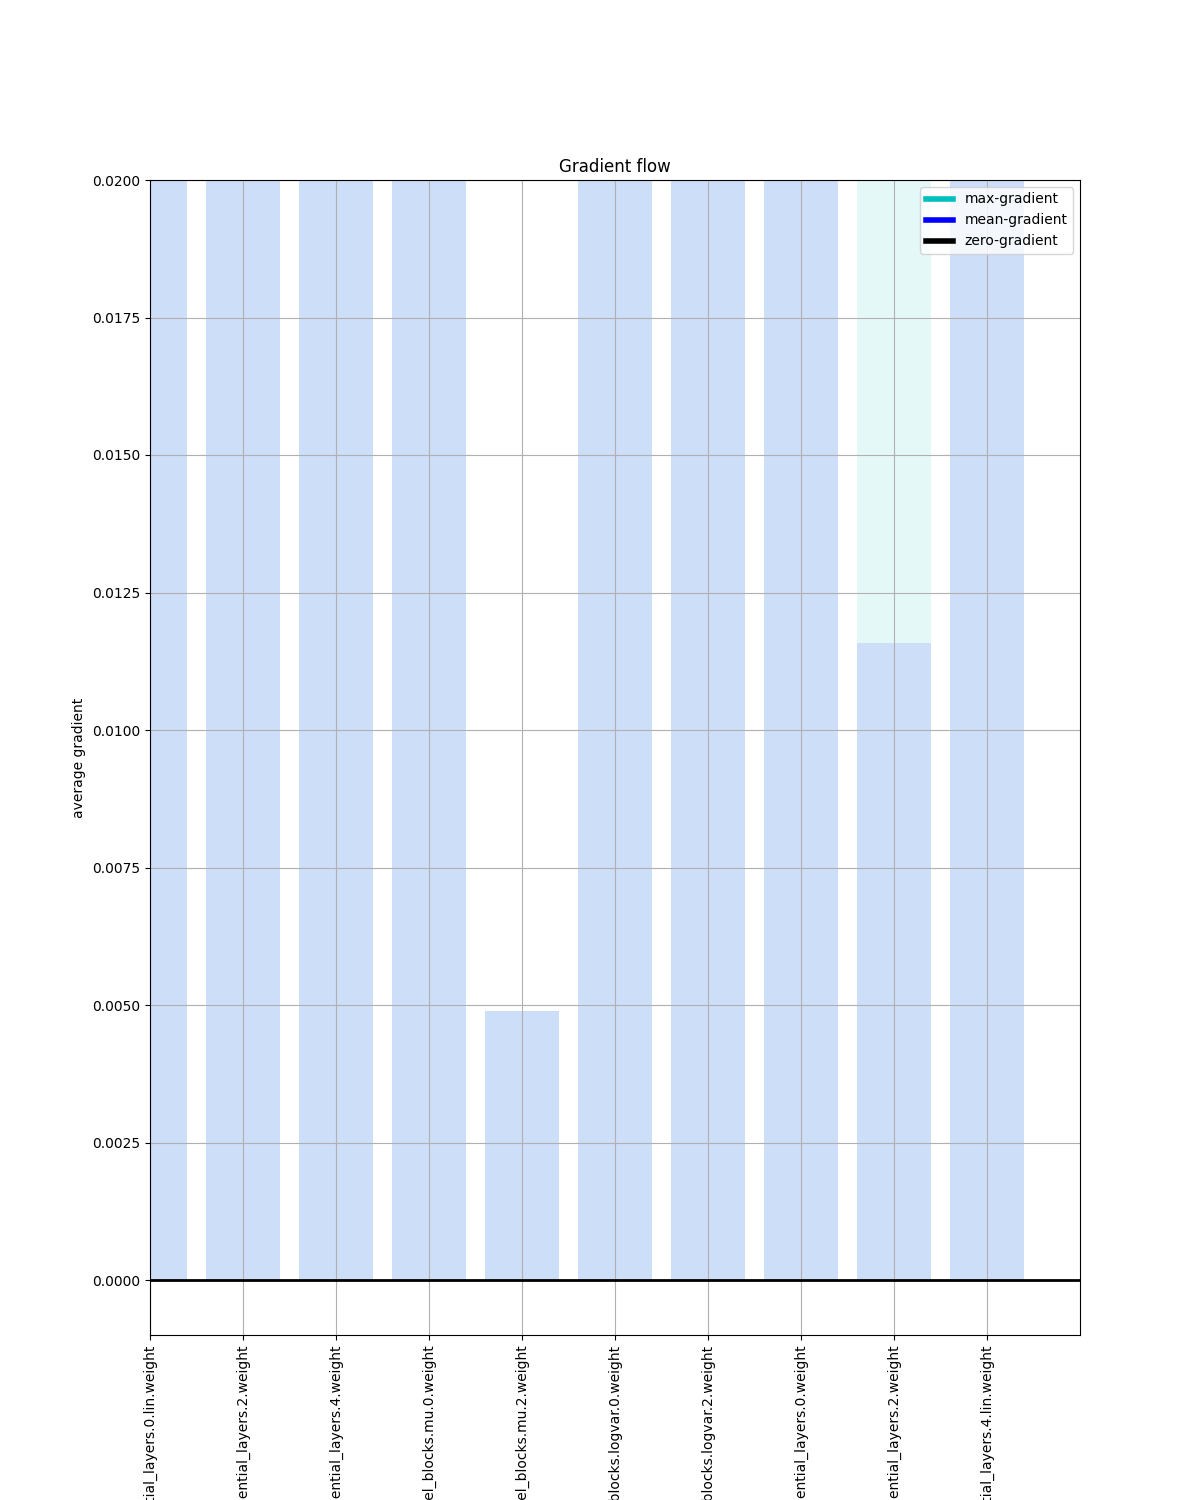 Gradient flow
max-gradient
mean-gradient
zero-gradient
average gradient
0.0200
0.0175
0.0150
0.0125
0.0100
0.0075
0.0050
0.0025
0.0000
tial_layers.0.lin.weight
ential_layers.2.weight
ential_layers.4.weight
el_blocks.mu.0.weight
el_blocks.mu.2.weight
blocks.logvar.0.weight
blocks.logvar.2.weight
ential_layers.0.weight
ential_layers.2.weight
tial_layers.4.lin.weight